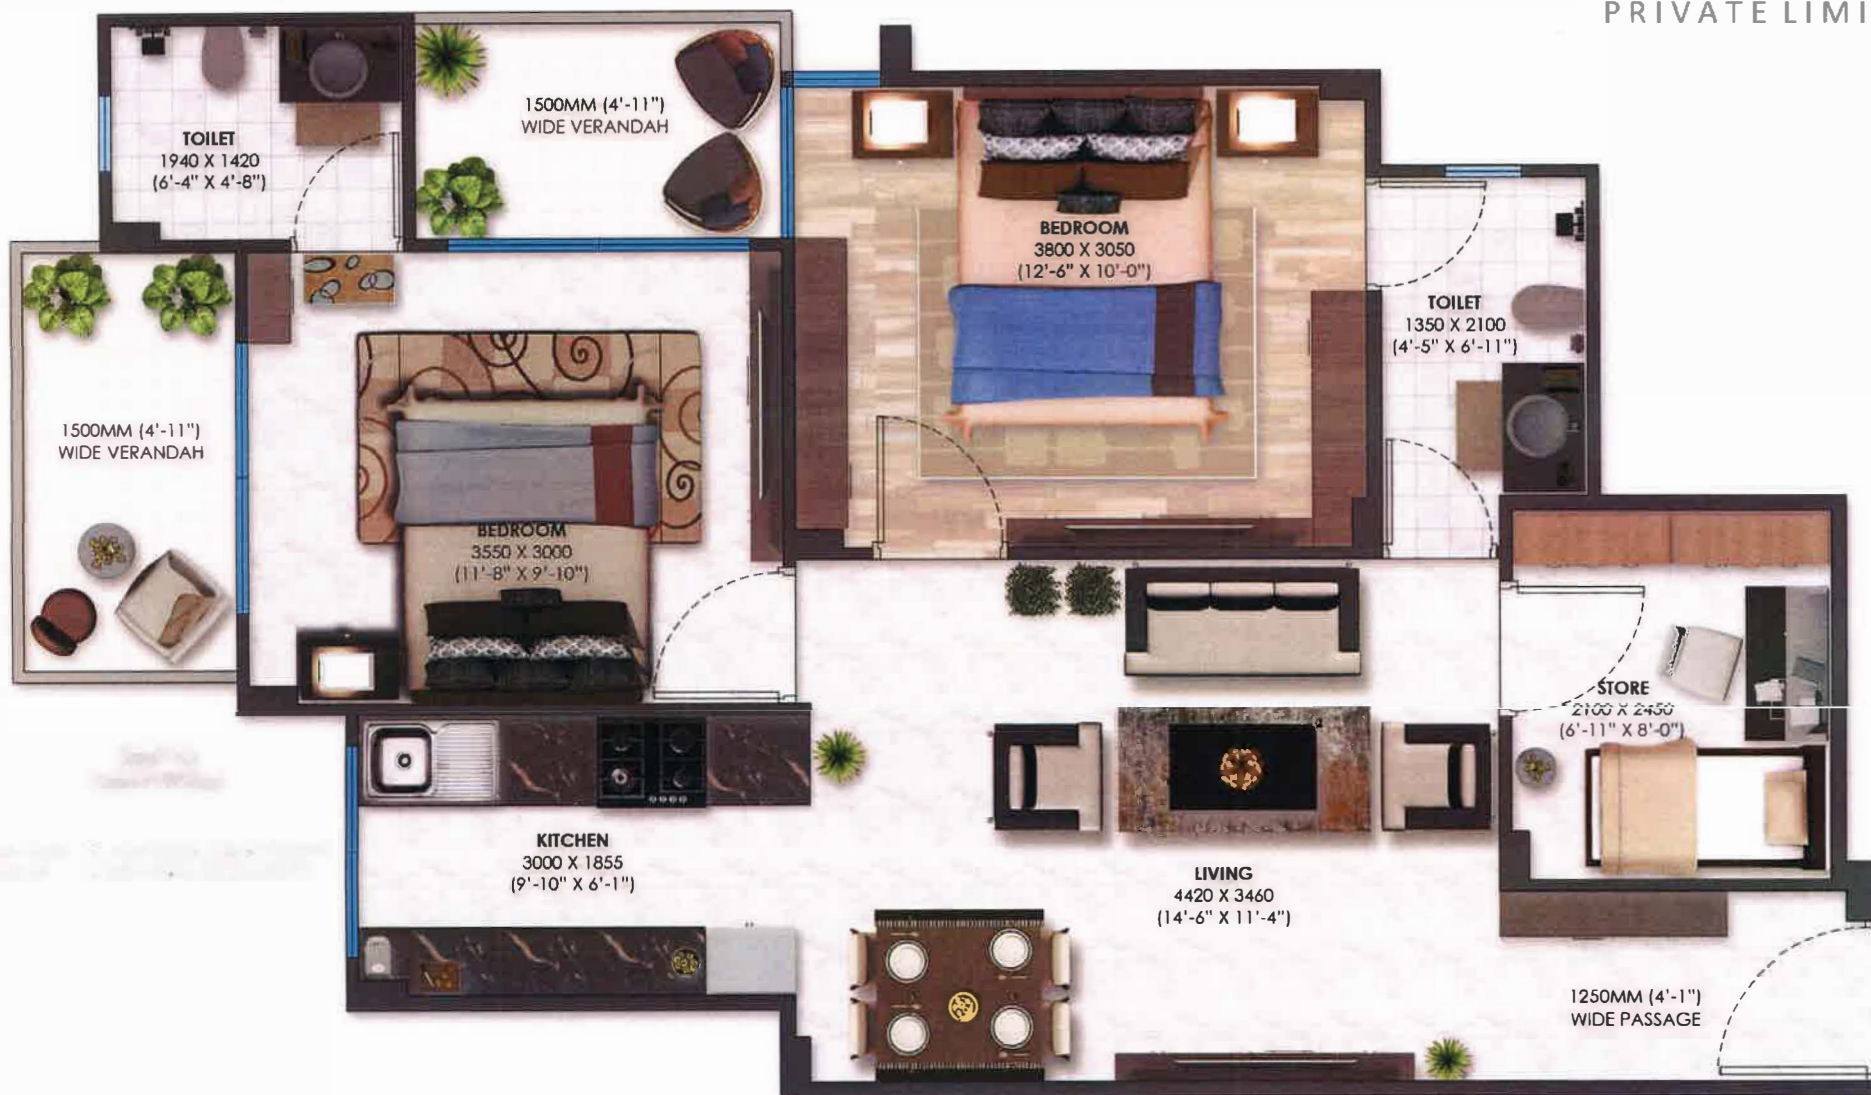 PRIVATE LIMI
1500MM (4'-11")
WIDE VERANDAH
TOILET
1940 X 1420
(6'-4" X 4'-8")
BEDROOM
3800 X 3050
(12'-6" X 10'-0")
TOILET
1350 X 2100
(4'-5" X 6'-11")
1500MM (4'-11")
WIDE VERANDAH
BEDROOM
3550 X 3000
(11'-8" X 9'-10")
STORE
2100 X 2450
(6'-11" X 8'-0")
KITCHEN
3000 X 1855
(9'-10" X 6'-1")
LIVING
4420 X 3460
(14'-6" X 11'-4")
1250MM (4'-1")
WIDE PASSAGE